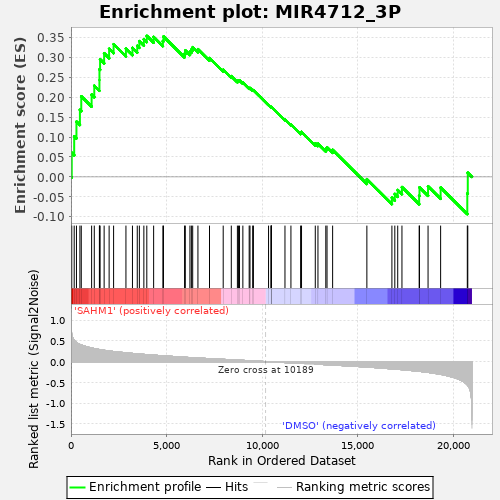 Enrichment plot: MIR4712_3P
Enrichment score (ES)
0.35
0.30
0.25
0.20
0.15
0.10
0.05
0.00
-0.05
-0.10
'SAHM1' (positively correlated)
Ranked list metric (Signal2Noise)
1.0
0.5
0.0
-0.5
-1.0
-1.5
Zero cross at 10189
'DMSO' (negatively correlated)
0 5,000 10,000 15,000 20,000
Rank in Ordered Dataset
Enrichment profile Hits Ranking metric scores